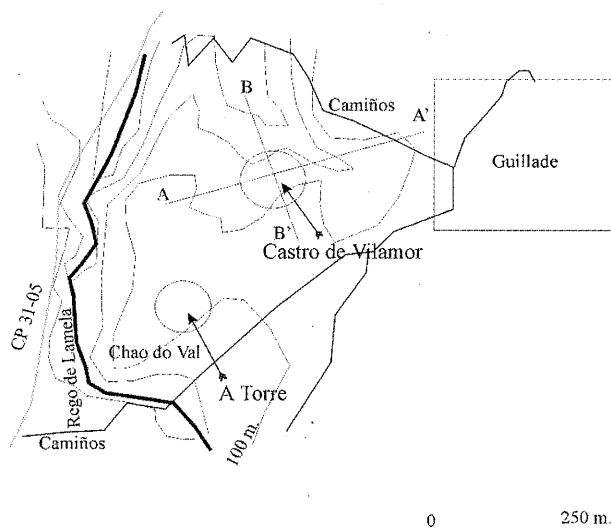 B
Camiños
A'
Guillade
A
B'
Castro de Vilamor
CP 31-05
Rego de Lamela
Chao do Val
A Torre
Camiños
100 m.
0 250 m.